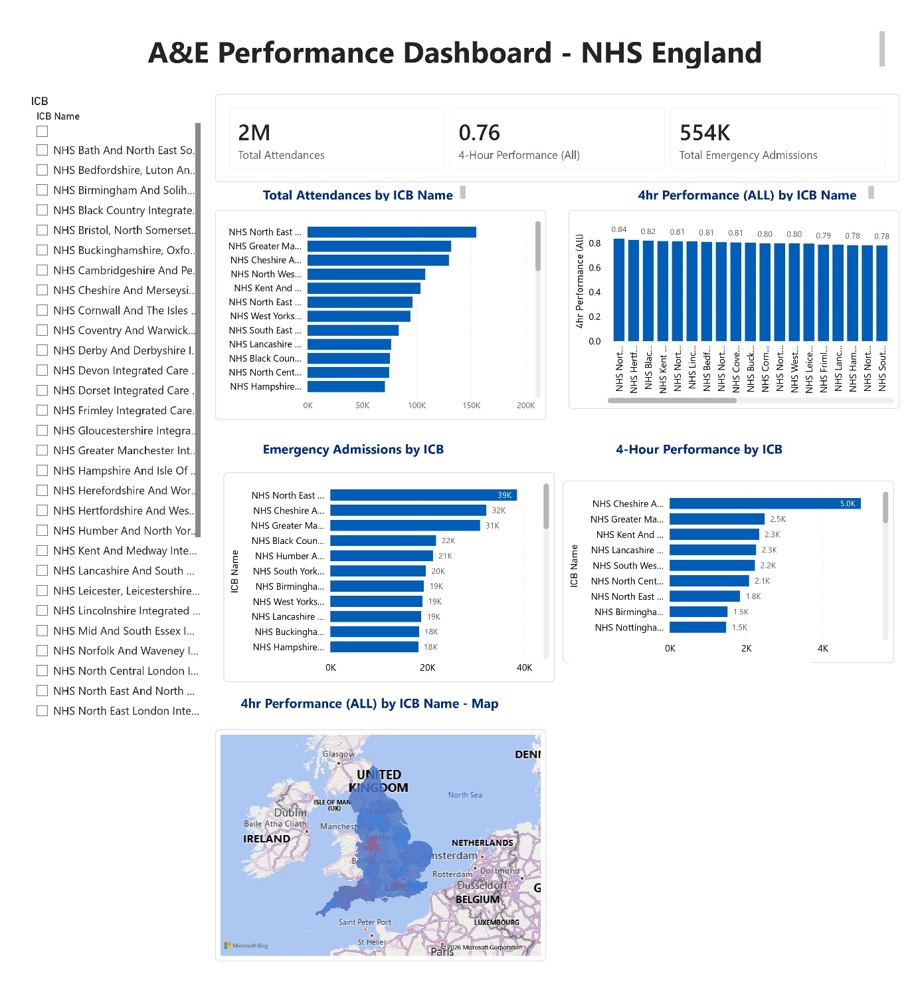 A&E Performance Dashboard - NHS England
ICB
ICB Name
NHS Bath And North East So...
NHS Bedfordshire, Luton An...
NHS Birmingham And Solih...
NHS Black Country Integrate...
NHS Bristol, North Somerset...
NHS Buckinghamshire, Oxfo...
NHS Cambridgeshire And Pe...
NHS Cheshire And Merseysi...
NHS Cornwall And The Isles ...
NHS Coventry And Warwick...
NHS Derby And Derbyshire I...
NHS Devon Integrated Care ...
NHS Dorset Integrated Care ...
NHS Frimley Integrated Care...
NHS Gloucestershire Integra...
NHS Greater Manchester Int...
NHS Hampshire And Isle Of ...
NHS Herefordshire And Wor...
NHS Hertfordshire And Wes...
NHS Humber And North Yor...
NHS Kent And Medway Inte...
NHS Lancashire And South ...
NHS Leicester, Leicestershire...
NHS Lincolnshire Integrated ...
NHS Mid And South Essex I...
NHS Norfolk And Waveney I...
NHS North Central London I...
NHS North East And North ...
NHS North East London Inte...
2M
Total Attendances
0.76
4-Hour Performance (All)
554K
Total Emergency Admissions
Total Attendances by ICB Name
NHS North East ...
NHS Greater Ma...
NHS Cheshire A...
NHS North Wes...
NHS Kent And ...
NHS North East ...
NHS West Yorks...
NHS South East ...
NHS Lancashire ...
NHS Black Coun...
NHS North Cent...
NHS Hampshire...
0K 50K 100K 150K 200K
4hr Performance (ALL) by ICB Name
4hr Performance (All)
0.8
0.6
0.4
0.2
0.0
0.84 0.82 0.81 0.81 0.81 0.80 0.80 0.79 0.78 0.78
NHS Nort...
NHS Hertf...
NHS Blac...
NHS Kent ...
NHS Nort...
NHS Linc...
NHS Bedf...
NHS Nort...
NHS Cove...
NHS Buck...
NHS Corn...
NHS Nort...
NHS West...
NHS Leice...
NHS Friml...
NHS Lanc...
NHS Ham...
NHS Nort...
NHS Sout...
Emergency Admissions by ICB
ICB Name
NHS North East ... 39K
NHS Cheshire A... 32K
NHS Greater Ma... 31K
NHS Black Coun... 22K
NHS Humber A... 21K
NHS South York... 20K
NHS Birmingha... 19K
NHS West Yorks... 19K
NHS Lancashire ... 19K
NHS Buckingha... 18K
NHS Hampshire... 18K
0K 20K 40K
4-Hour Performance by ICB
ICB Name
NHS Cheshire A... 5.0K
NHS Greater Ma... 2.5K
NHS Kent And ... 2.3K
NHS Lancashire ... 2.3K
NHS South Wes... 2.2K
NHS North Cent... 2.1K
NHS North East ... 1.8K
NHS Birmingha... 1.5K
NHS Nottingha... 1.5K
0K 2K 4K
4hr Performance (ALL) by ICB Name - Map
Glasgow
DENI
UNITED
KINGDOM
North Sea
ISLE OF MAN
(UK)
Dublin
Baile Atha Cliath
Leeds
Manchester
Sheffield
IRELAND
NETHERLANDS
Amsterdam
Birmingham
Rotterdam
Dortmund
London
Düsseldorf
G
BELGIUM
Saint Peter Port
LUXEMBOURG
St Helier
Paris
Microsoft Bing
© 2026 Microsoft Corporation